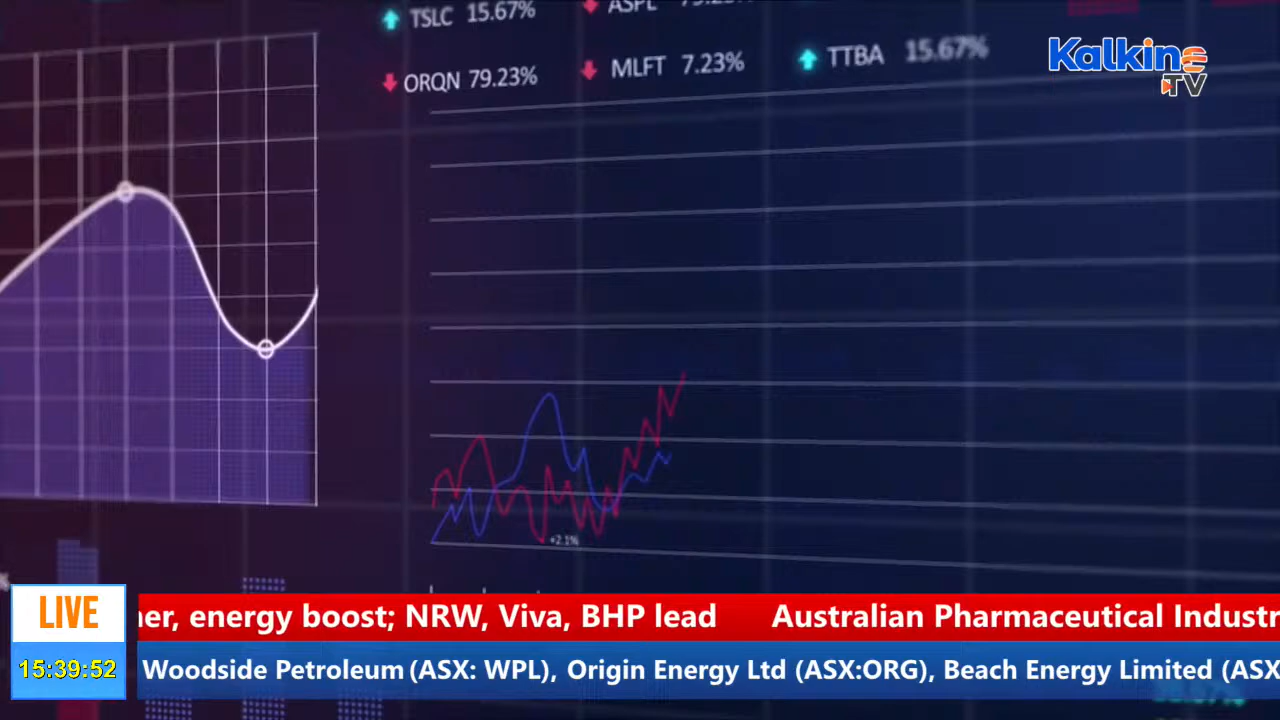 TSLC 15.67%
ASPL
ORQN 79.23%
MLFT 7.23%
TTBA 15.67%
Kalkine
TV
+2.1%
LIVE
15:39:52
her, energy boost; NRW, Viva, BHP lead Australian Pharmaceutical Industr
Woodside Petroleum (ASX: WPL), Origin Energy Ltd (ASX:ORG), Beach Energy Limited (ASX